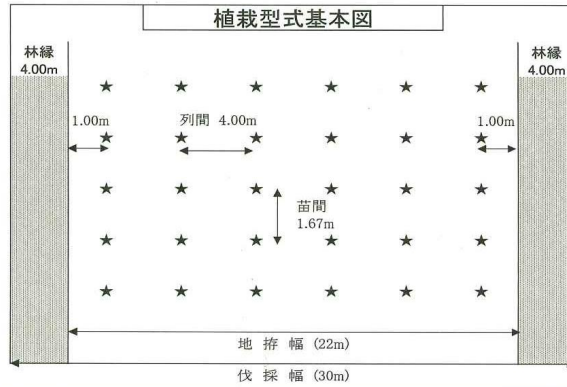 植栽型式基本図
林縁
4.00m
林縁
4.00m
1.00m
列間 4.00m
1.00m
苗間
1.67m
地拵幅 (22m)
伐採幅 (30m)